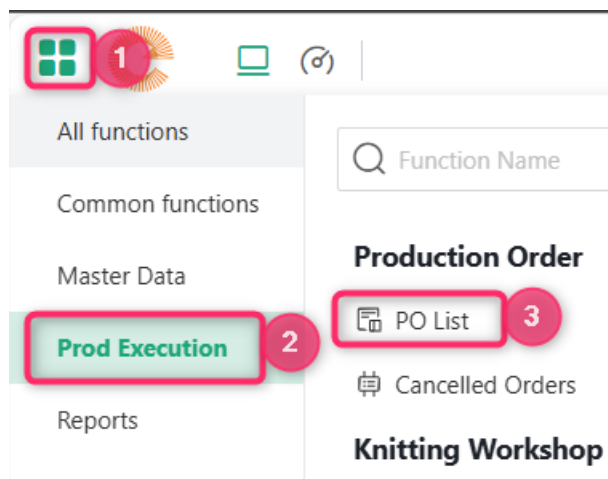 1
All functions
Function Name
Common functions
Production Order
Master Data
PO List
3
Prod Execution
2
Cancelled Orders
Reports
Knitting Workshop